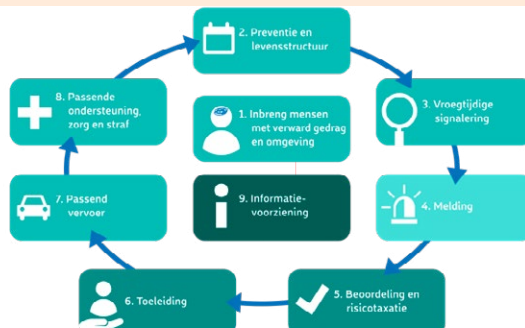 2. Preventie en
levensstructuur
8. Passende
ondersteuning,
zorg en straf
1. Inbreng mensen
met verward gedrag
en omgeving
3. Vroegtijdige
signalering
7. Passend
vervoer
9. Informatie-
voorziening
4. Melding
6. Toeleiding
5. Beoordeling en
risicotaxatie